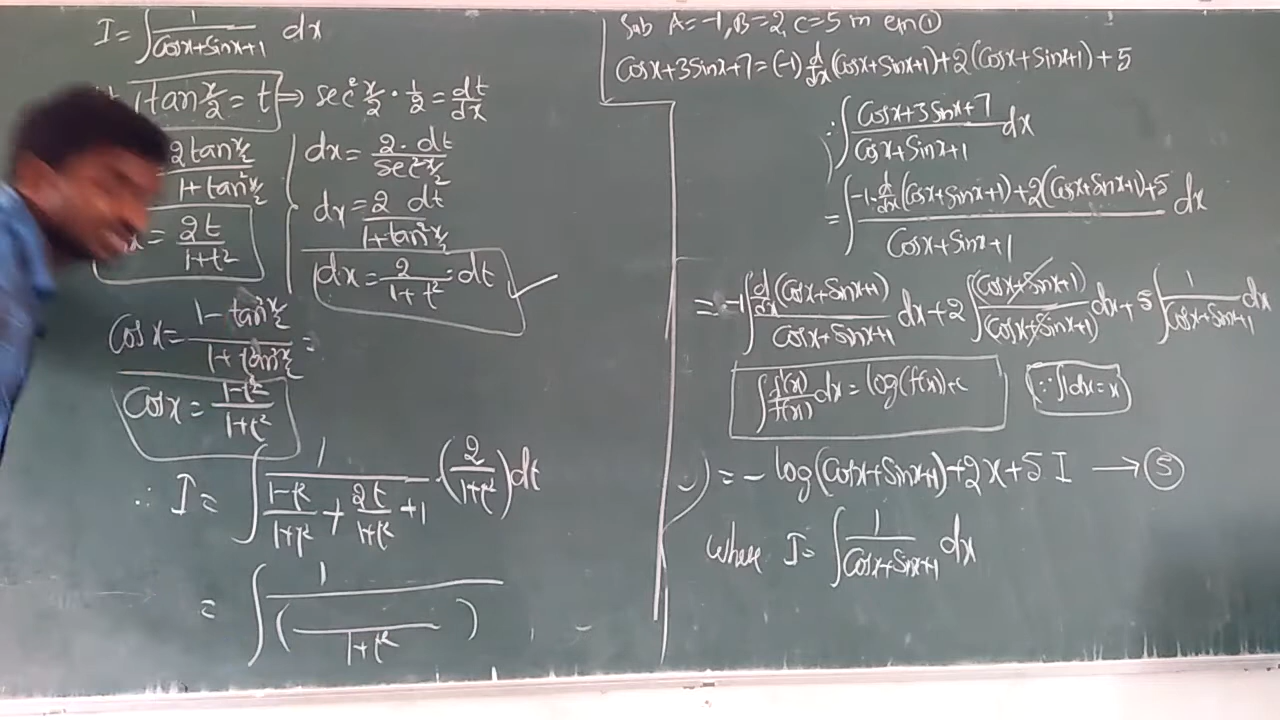 I = ∫ 1/(Cosx+Sinx+1) dx
tan x/2 = t ⇒ sec² x/2 · 1/2 = dt/dx
2tan x/2 / (1+tan² x/2)
x = 2t/(1+t²)
Cosx = (1-tan² x/2)/(1+tan² x/2) =
Cosx = (1-t²)/(1+t²)
dx = 2·dt/(sec² x/2)
dx = 2 dt/(1+tan² x/2)
dx = 2/(1+t²) · dt ✓
∴ I = ∫ 1/((1-t²)/(1+t²) + 2t/(1+t²) + 1) · (2/(1+t²)) dt
= ∫ 1/( /(1+t²) )
Sub A=-1, B=2, C=5 in eqn ①
Cosx+3Sinx+7 = (-1) d/dx (Cosx+Sinx+1)+2(Cosx+Sinx+1)+5
∴ ∫ (Cosx+3Sinx+7)/(Cosx+Sinx+1) dx
= ∫ (-1·d/dx (Cosx+Sinx+1)+2(Cosx+Sinx+1)+5)/(Cosx+Sinx+1) dx
= -1 ∫ (d/dx (Cosx+Sinx+1))/(Cosx+Sinx+1) dx + 2 ∫ (Cosx+Sinx+1)/(Cosx+Sinx+1) dx + 5 ∫ 1/(Cosx+Sinx+1) dx
∫ f'(x)/f(x) dx = log(f(x))+c
∵ ∫1dx = x
= - log(Cosx+Sinx+1)+2x+5 I → ⑤
Where I = ∫ 1/(Cosx+Sinx+1) dx